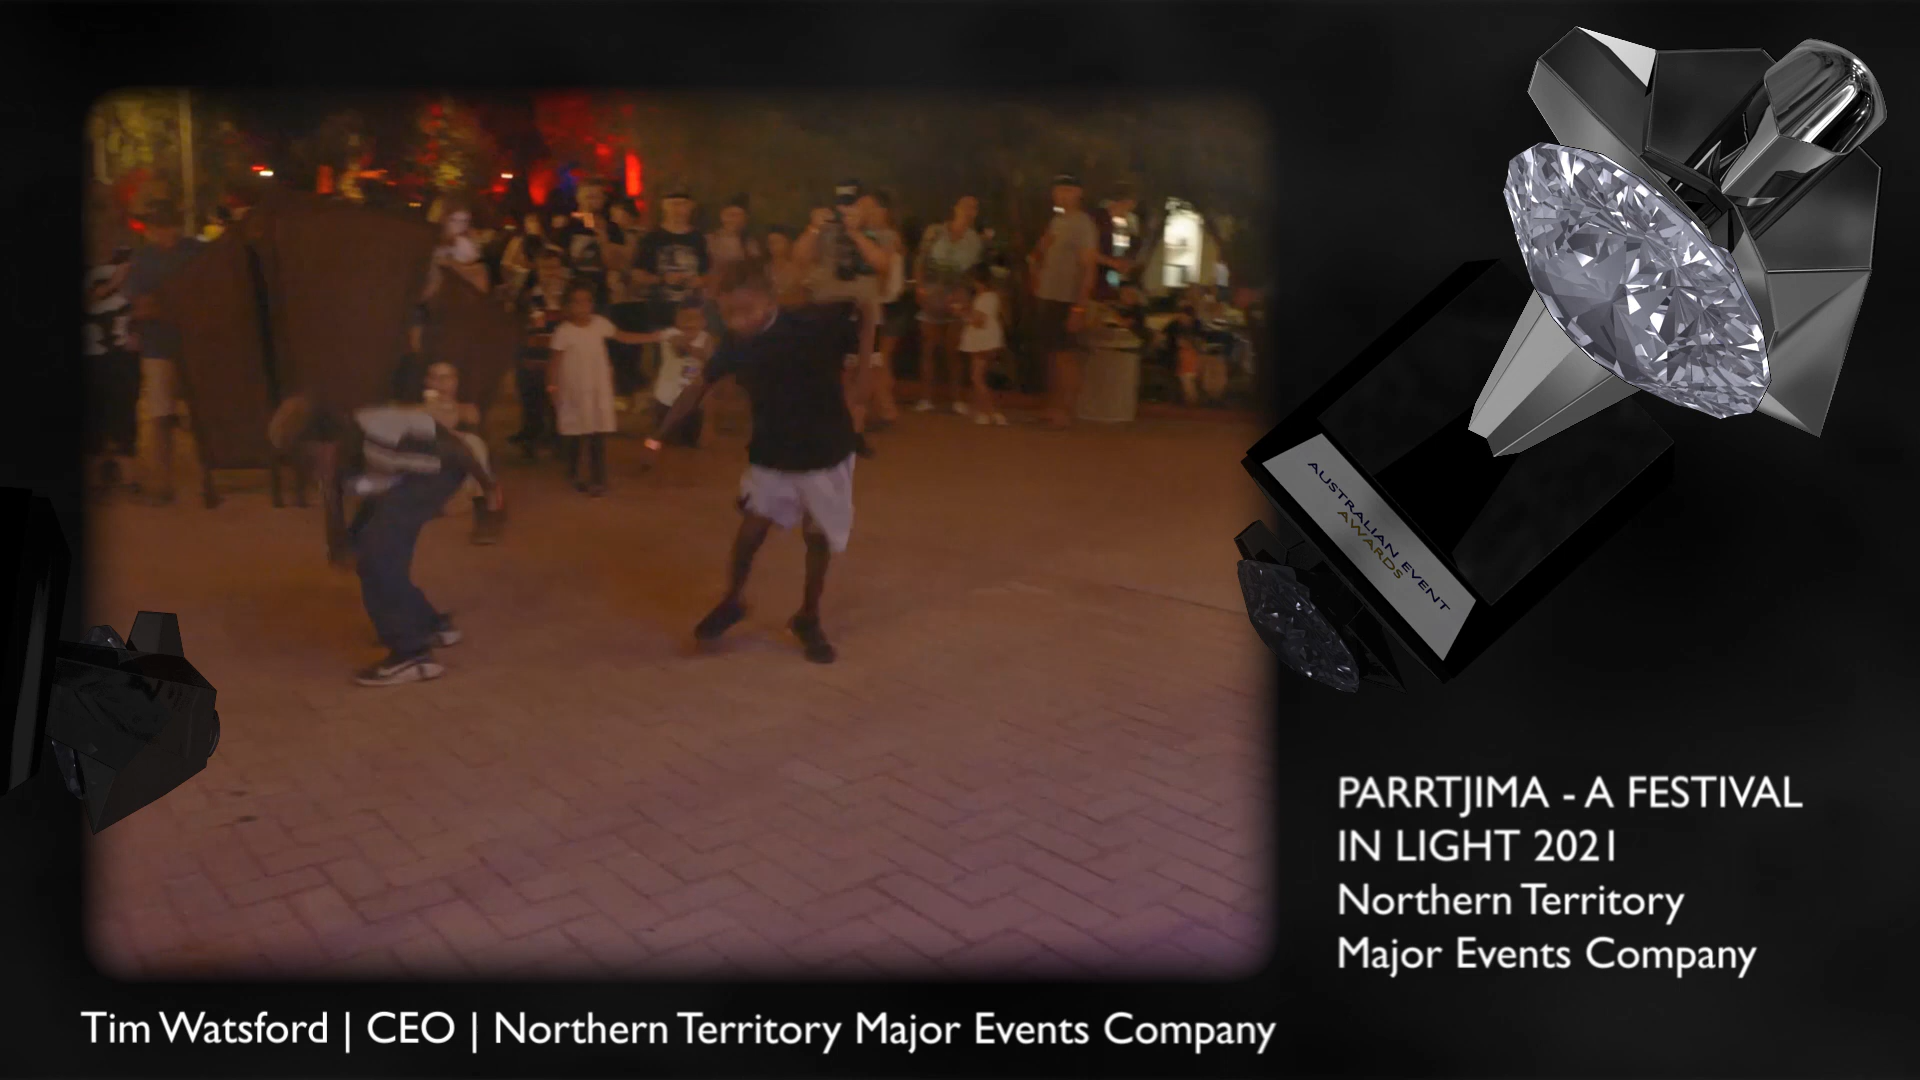 AUSTRALIAN EVENT
AWARDS
PARRTJIMA - A FESTIVAL
IN LIGHT 2021
Northern Territory
Major Events Company
Tim Watsford | CEO | Northern Territory Major Events Company